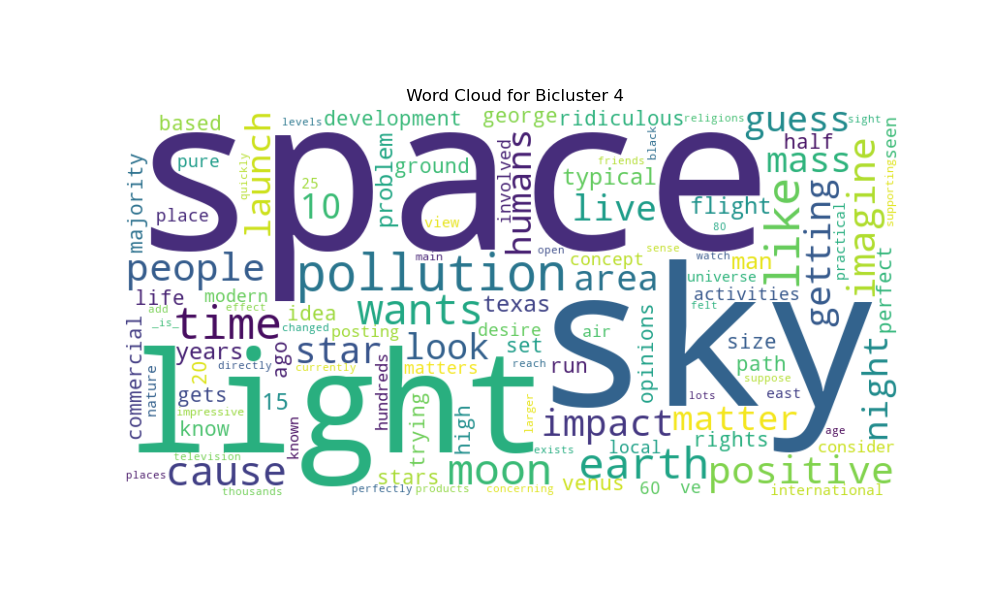 Word Cloud for Bicluster 4
based
levels
development
george
ridiculous
religions
guess
sight
launch
space
pure
quickly
problem
ground
involved
humans
friends
black
typical
half
mass
seen
majority
25
10
place
view
live
flight
like
getting
imagine
practical
supporting
80
main
open
sense
watch
people
pollution
concept
area
man
universe
perfect
life
modern
wants
texas
activities
felt
add
effect
idea
_is_
time
changed
posting
desire
set
air
opinions
sky
commercial
years
ago
star
look
size
night
nature
20
directly
currently
matters
reach
run
path
suppose
light
gets
15
hundreds
trying
high
larger
lots
east
impressive
know
known
impact
matter
age
television
exists
local
rights
consider
places
cause
stars
moon
earth
positive
thousands
perfectly
products
concerning
venus
60
ve
international